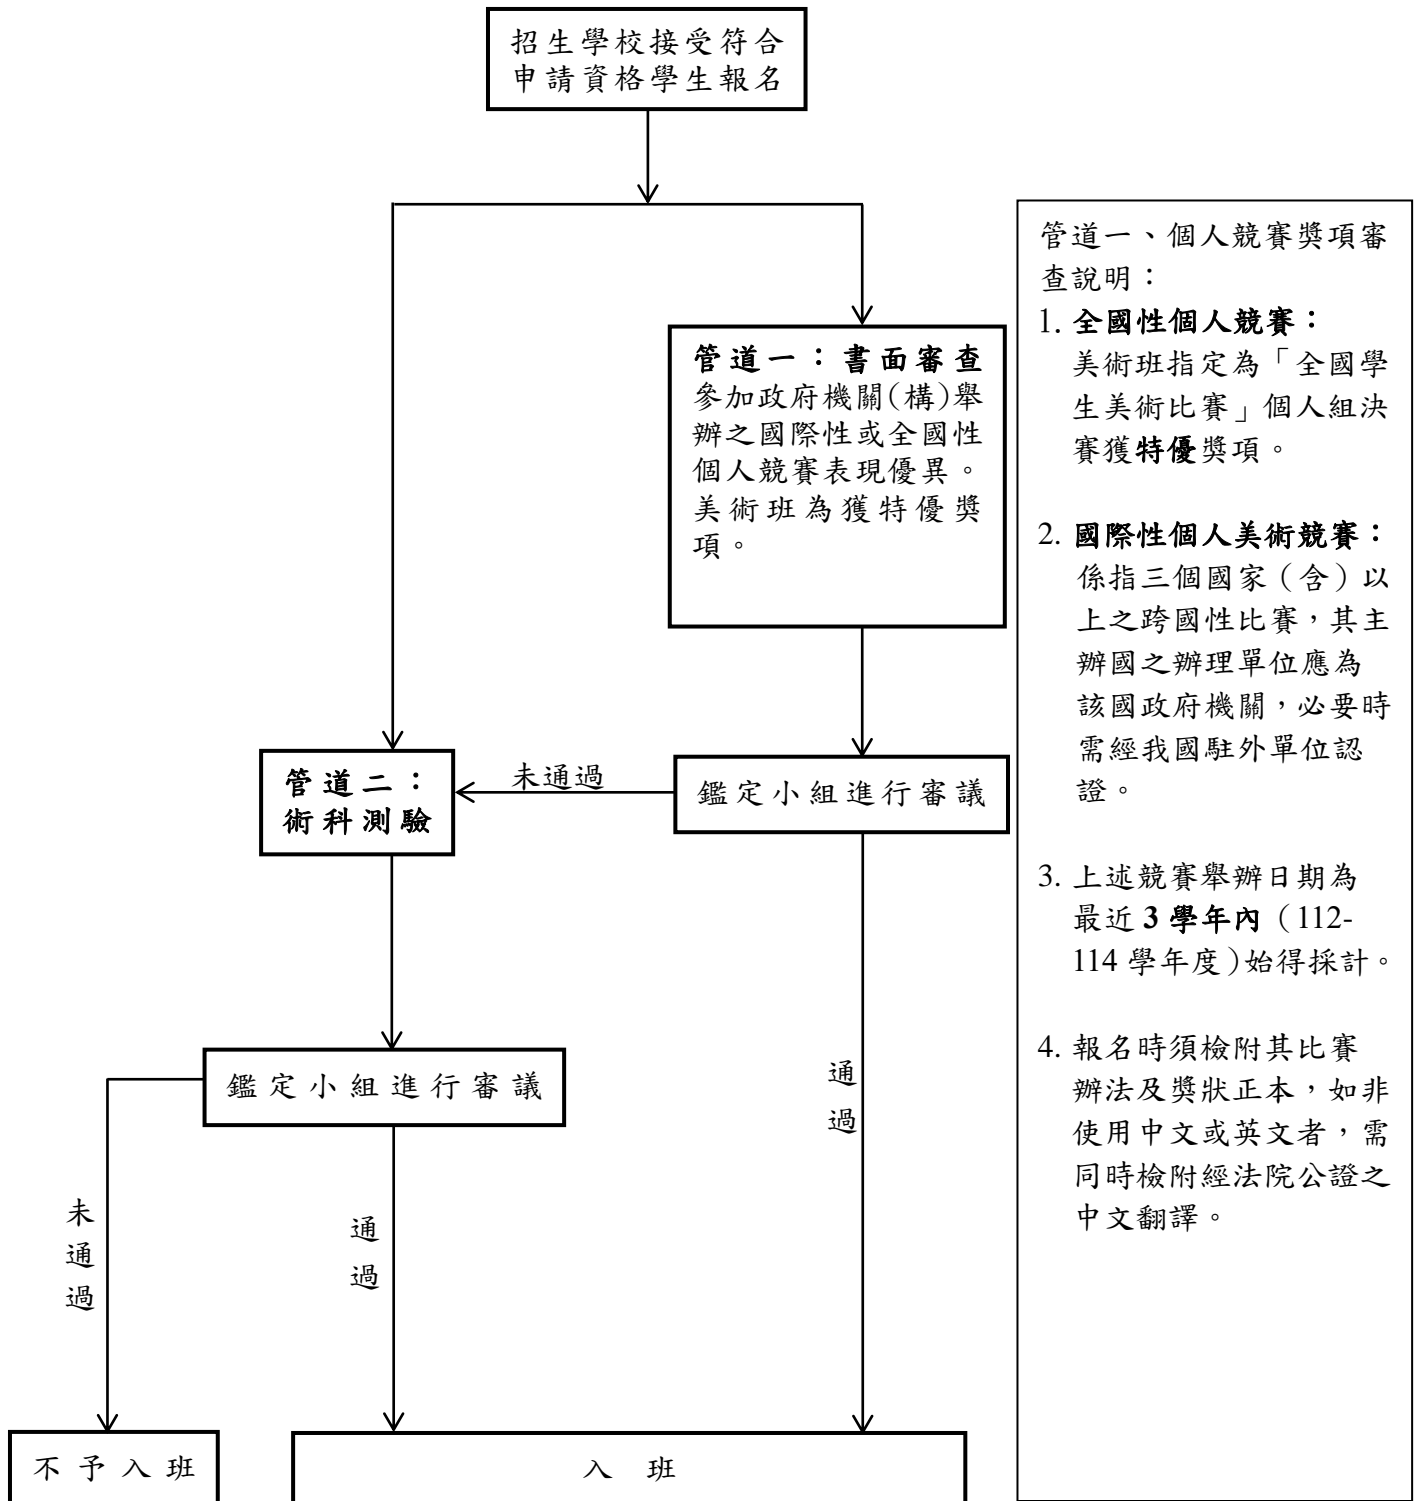 招生學校接受符合
申請資格學生報名
管道一：書面審查
參加政府機關(構)舉
辦之國際性或全國性
個人競賽表現優異。
美術班為獲特優獎
項。
管道二：
術科測驗
未通過
鑑定小組進行審議
鑑定小組進行審議
通過
未通過
通過
不予入班
入 班
管道一、個人競賽獎項審
查說明：
1. 全國性個人競賽：
美術班指定為「全國學
生美術比賽」個人組決
賽獲特優獎項。
2. 國際性個人美術競賽：
係指三個國家（含）以
上之跨國性比賽，其主
辦國之辦理單位應為
該國政府機關，必要時
需經我國駐外單位認
證。
3. 上述競賽舉辦日期為
最近 3 學年內（112-
114 學年度）始得採計。
4. 報名時須檢附其比賽
辦法及獎狀正本，如非
使用中文或英文者，需
同時檢附經法院公證之
中文翻譯。